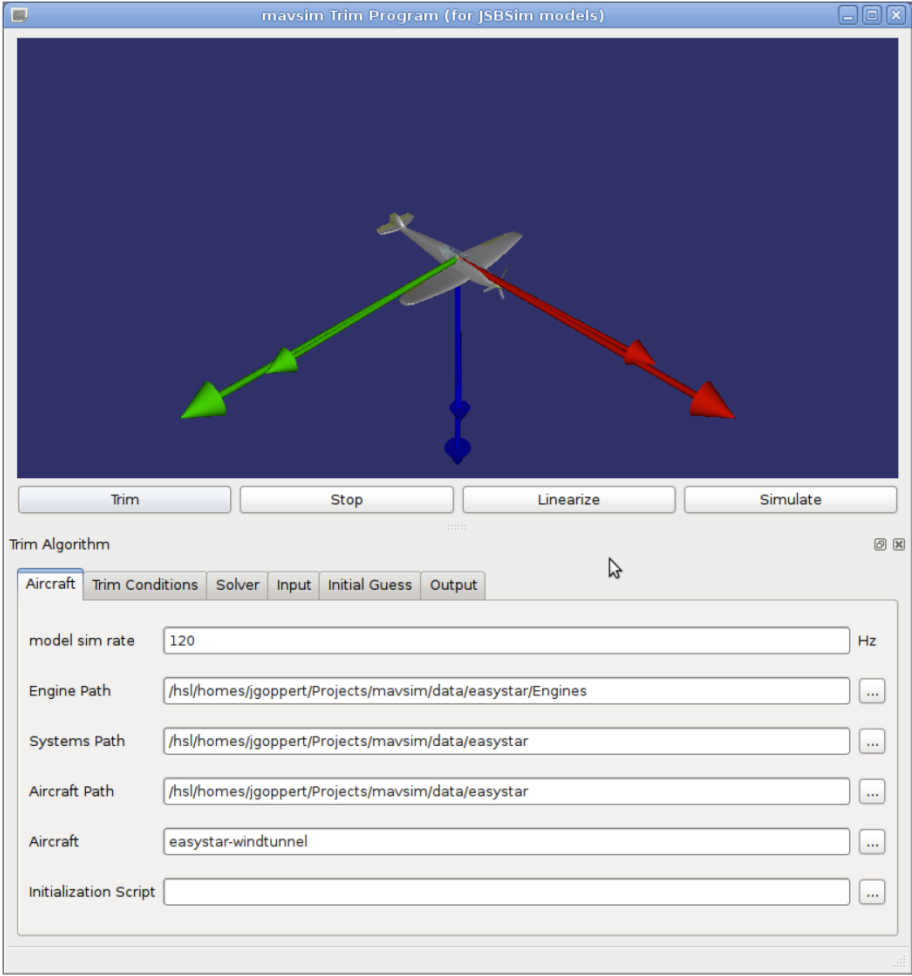 mavsim Trim Program (for JSBSim models)
Trim Stop Linearize Simulate
Trim Algorithm
Aircraft Trim Conditions Solver Input Initial Guess Output
model sim rate 120 Hz
Engine Path /hsl/homes/jgoppert/Projects/mavsim/data/easystar/Engines ...
Systems Path /hsl/homes/jgoppert/Projects/mavsim/data/easystar ...
Aircraft Path /hsl/homes/jgoppert/Projects/mavsim/data/easystar ...
Aircraft easystar-windtunnel ...
Initialization Script ...